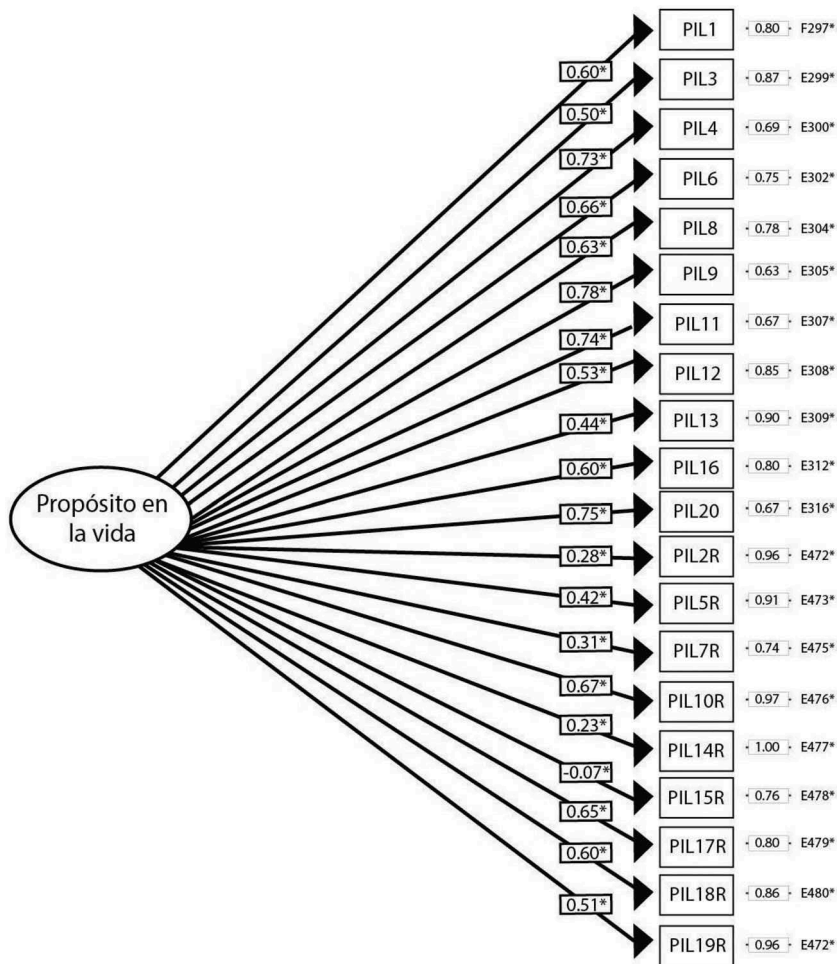 PIL1 0.80 F297*
0.60*
PIL3 0.87 E299*
0.50*
PIL4 0.69 E300*
0.73*
PIL6 0.75 E302*
0.66*
PIL8 0.78 E304*
0.63*
PIL9 0.63 E305*
0.78*
PIL11 0.67 E307*
0.74*
PIL12 0.85 E308*
0.53*
PIL13 0.90 E309*
0.44*
PIL16 0.80 E312*
0.60*
Propósito en
la vida
PIL20 0.67 E316*
0.75*
PIL2R 0.96 E472*
0.28*
PIL5R 0.91 E473*
0.42*
PIL7R 0.74 E475*
0.31*
PIL10R 0.97 E476*
0.67*
0.23*
PIL14R 1.00 E477*
-0.07*
PIL15R 0.76 E478*
0.65*
PIL17R 0.80 E479*
0.60*
PIL18R 0.86 E480*
0.51*
PIL19R 0.96 E472*